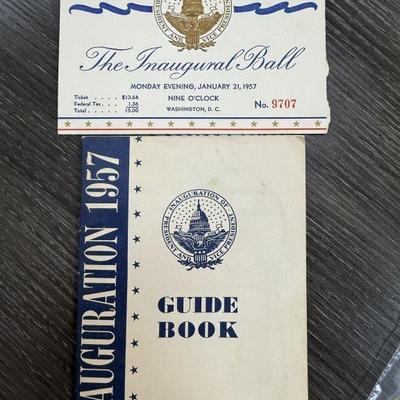 PRESIDENT AND VICE PRESIDENT
The Inaugural Ball
MONDAY EVENING, JANUARY 21, 1957
Ticket . . . . $13.64
Federal Tax . . 1.36
Total . . . . 15.00
NINE O'CLOCK
WASHINGTON, D. C.
No. 9707
AUGURATION 1957
INAUGURATION OF PRESIDENT AND VICE PRESIDENT
GUIDE
BOOK